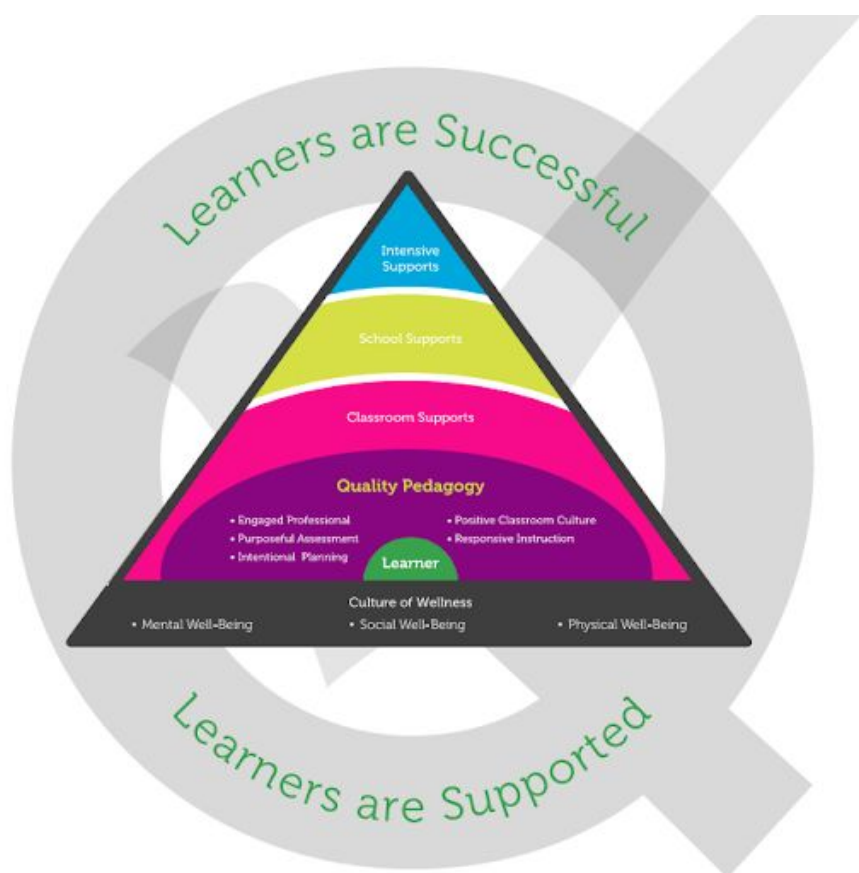 Learners are Successful
Intensive
Supports
School Supports
Classroom Supports
Quality Pedagogy
• Engaged Professional
• Purposeful Assessment
• Intentional Planning
• Positive Classroom Culture
• Responsive Instruction
Learner
Culture of Wellness
• Mental Well-Being
• Social Well-Being
• Physical Well-Being
Learners are Supported